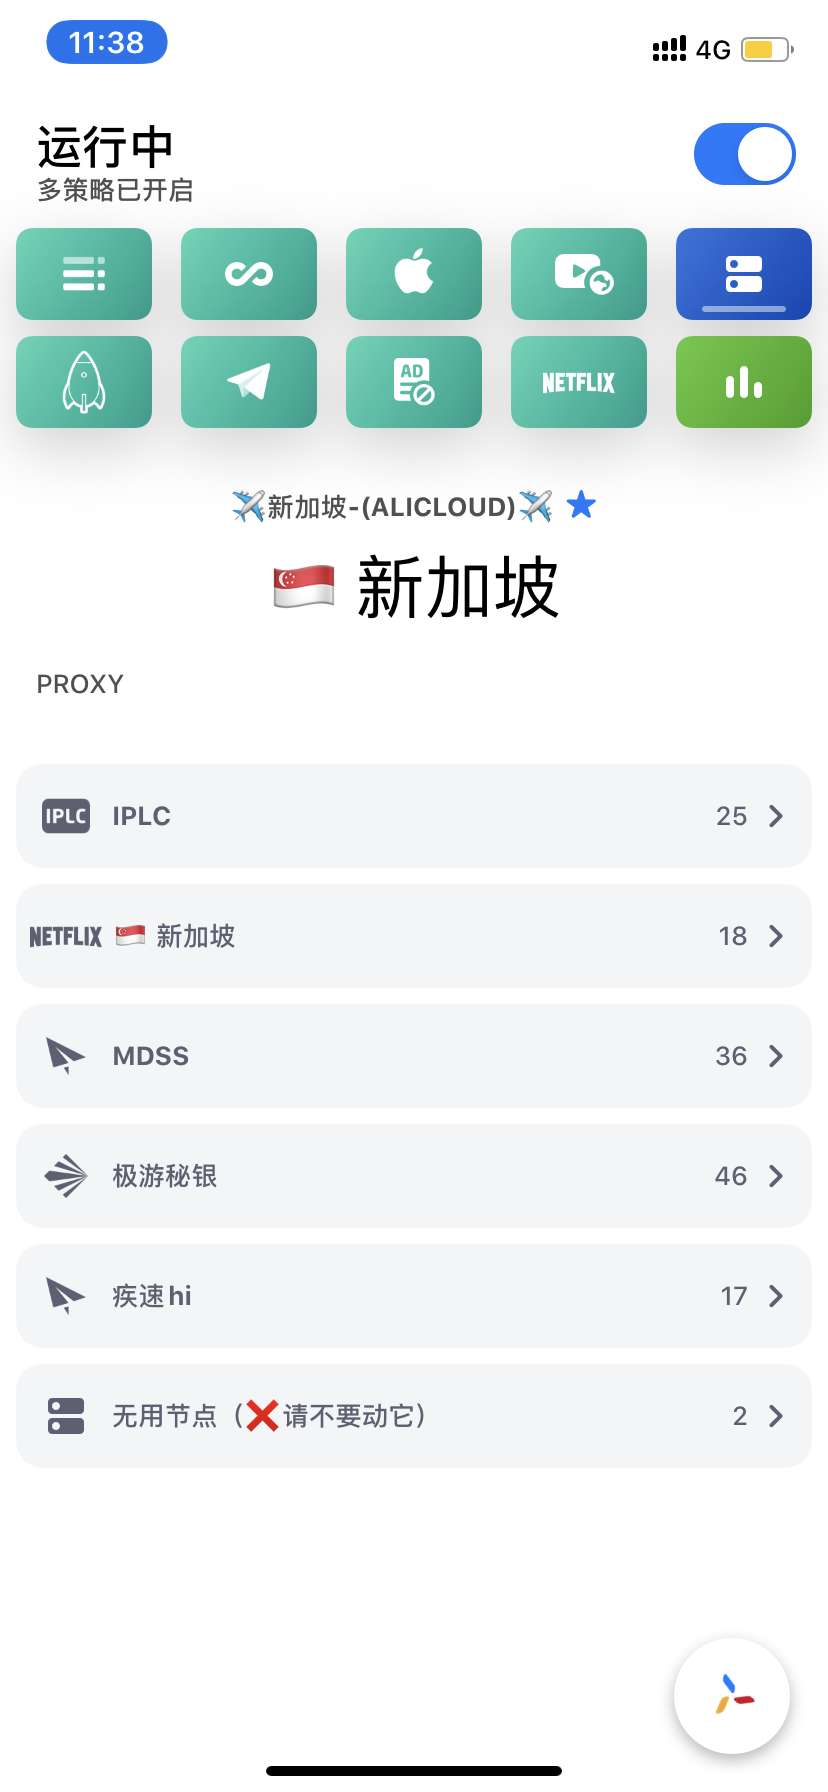 11:38
4G
运行中
多策略已开启
AD
NETFLIX
✈️新加坡-(ALICLOUD)✈️ ★
🇸🇬 新加坡
PROXY
IPLC IPLC 25
NETFLIX 🇸🇬 新加坡 18
MDSS 36
极游秘银 46
疾速hi 17
无用节点（❌请不要动它） 2